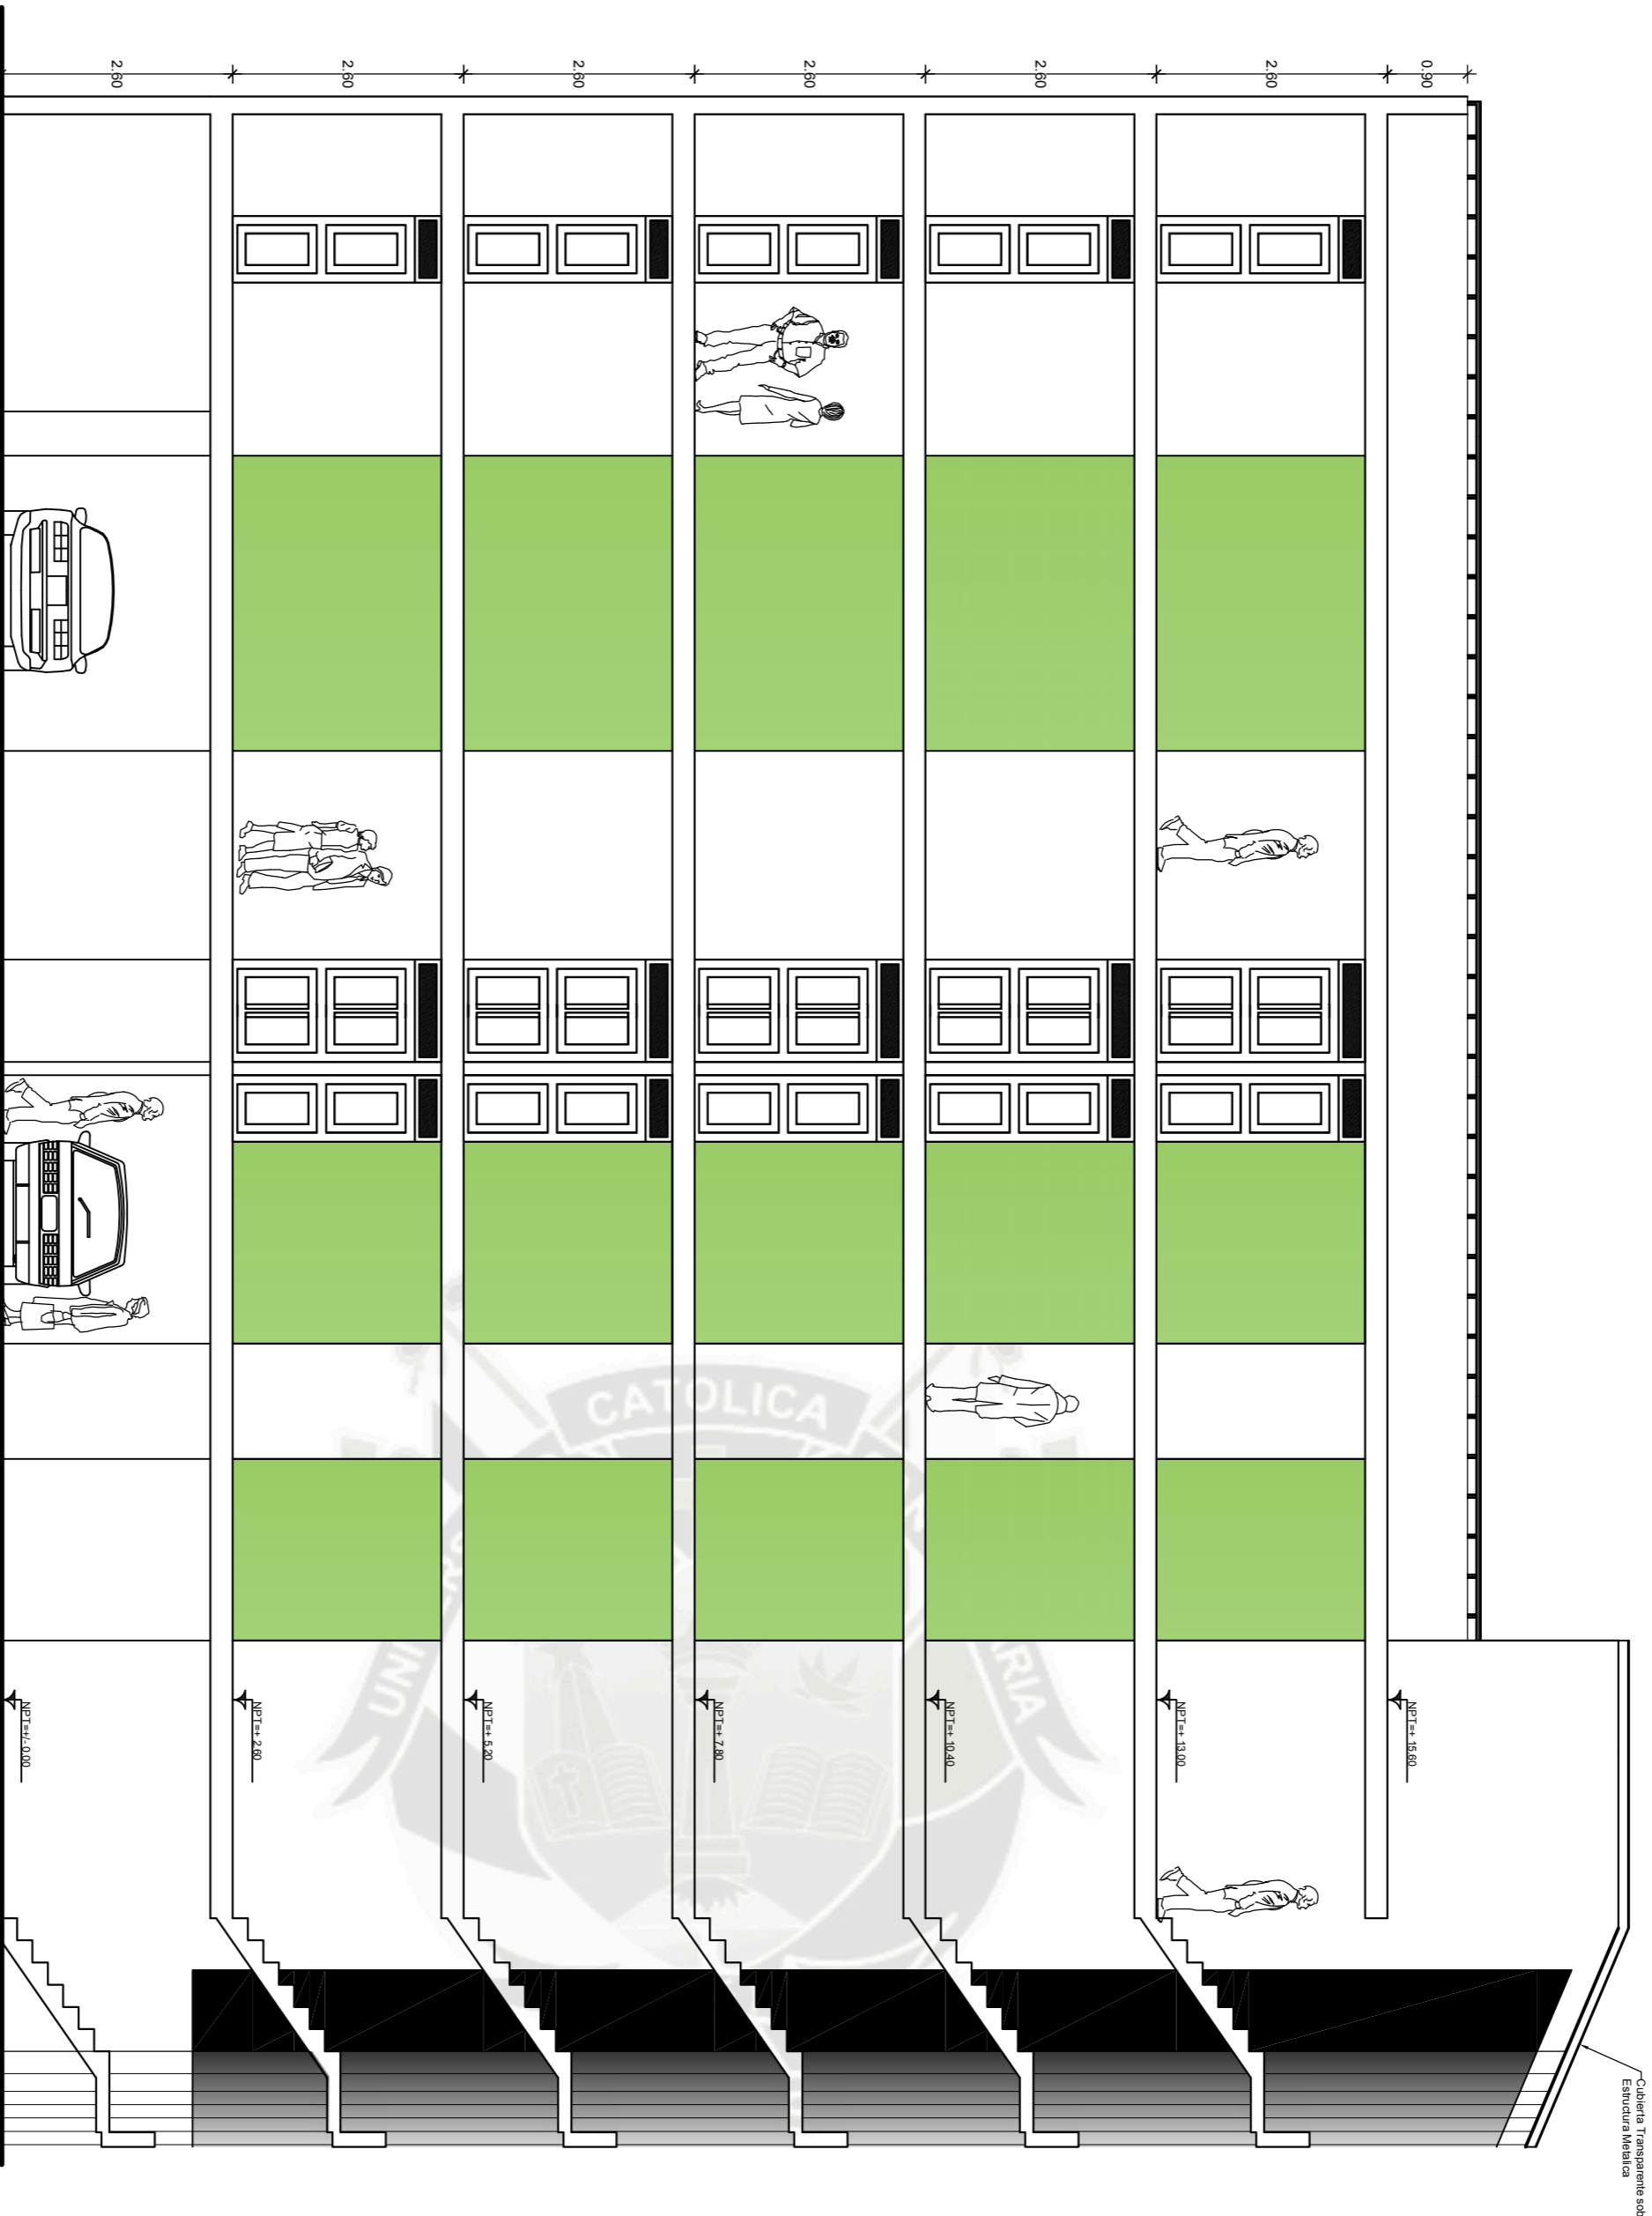 2.60
2.60
2.60
2.60
2.60
2.60
0.90
NPT=+/- 0.00
NPT=+ 2.60
NPT=+ 5.20
NPT=+ 7.80
NPT=+ 10.40
NPT=+ 13.00
NPT=+ 15.60
Cubierta Transparente sob
Estructura Metalica
CATOLICA